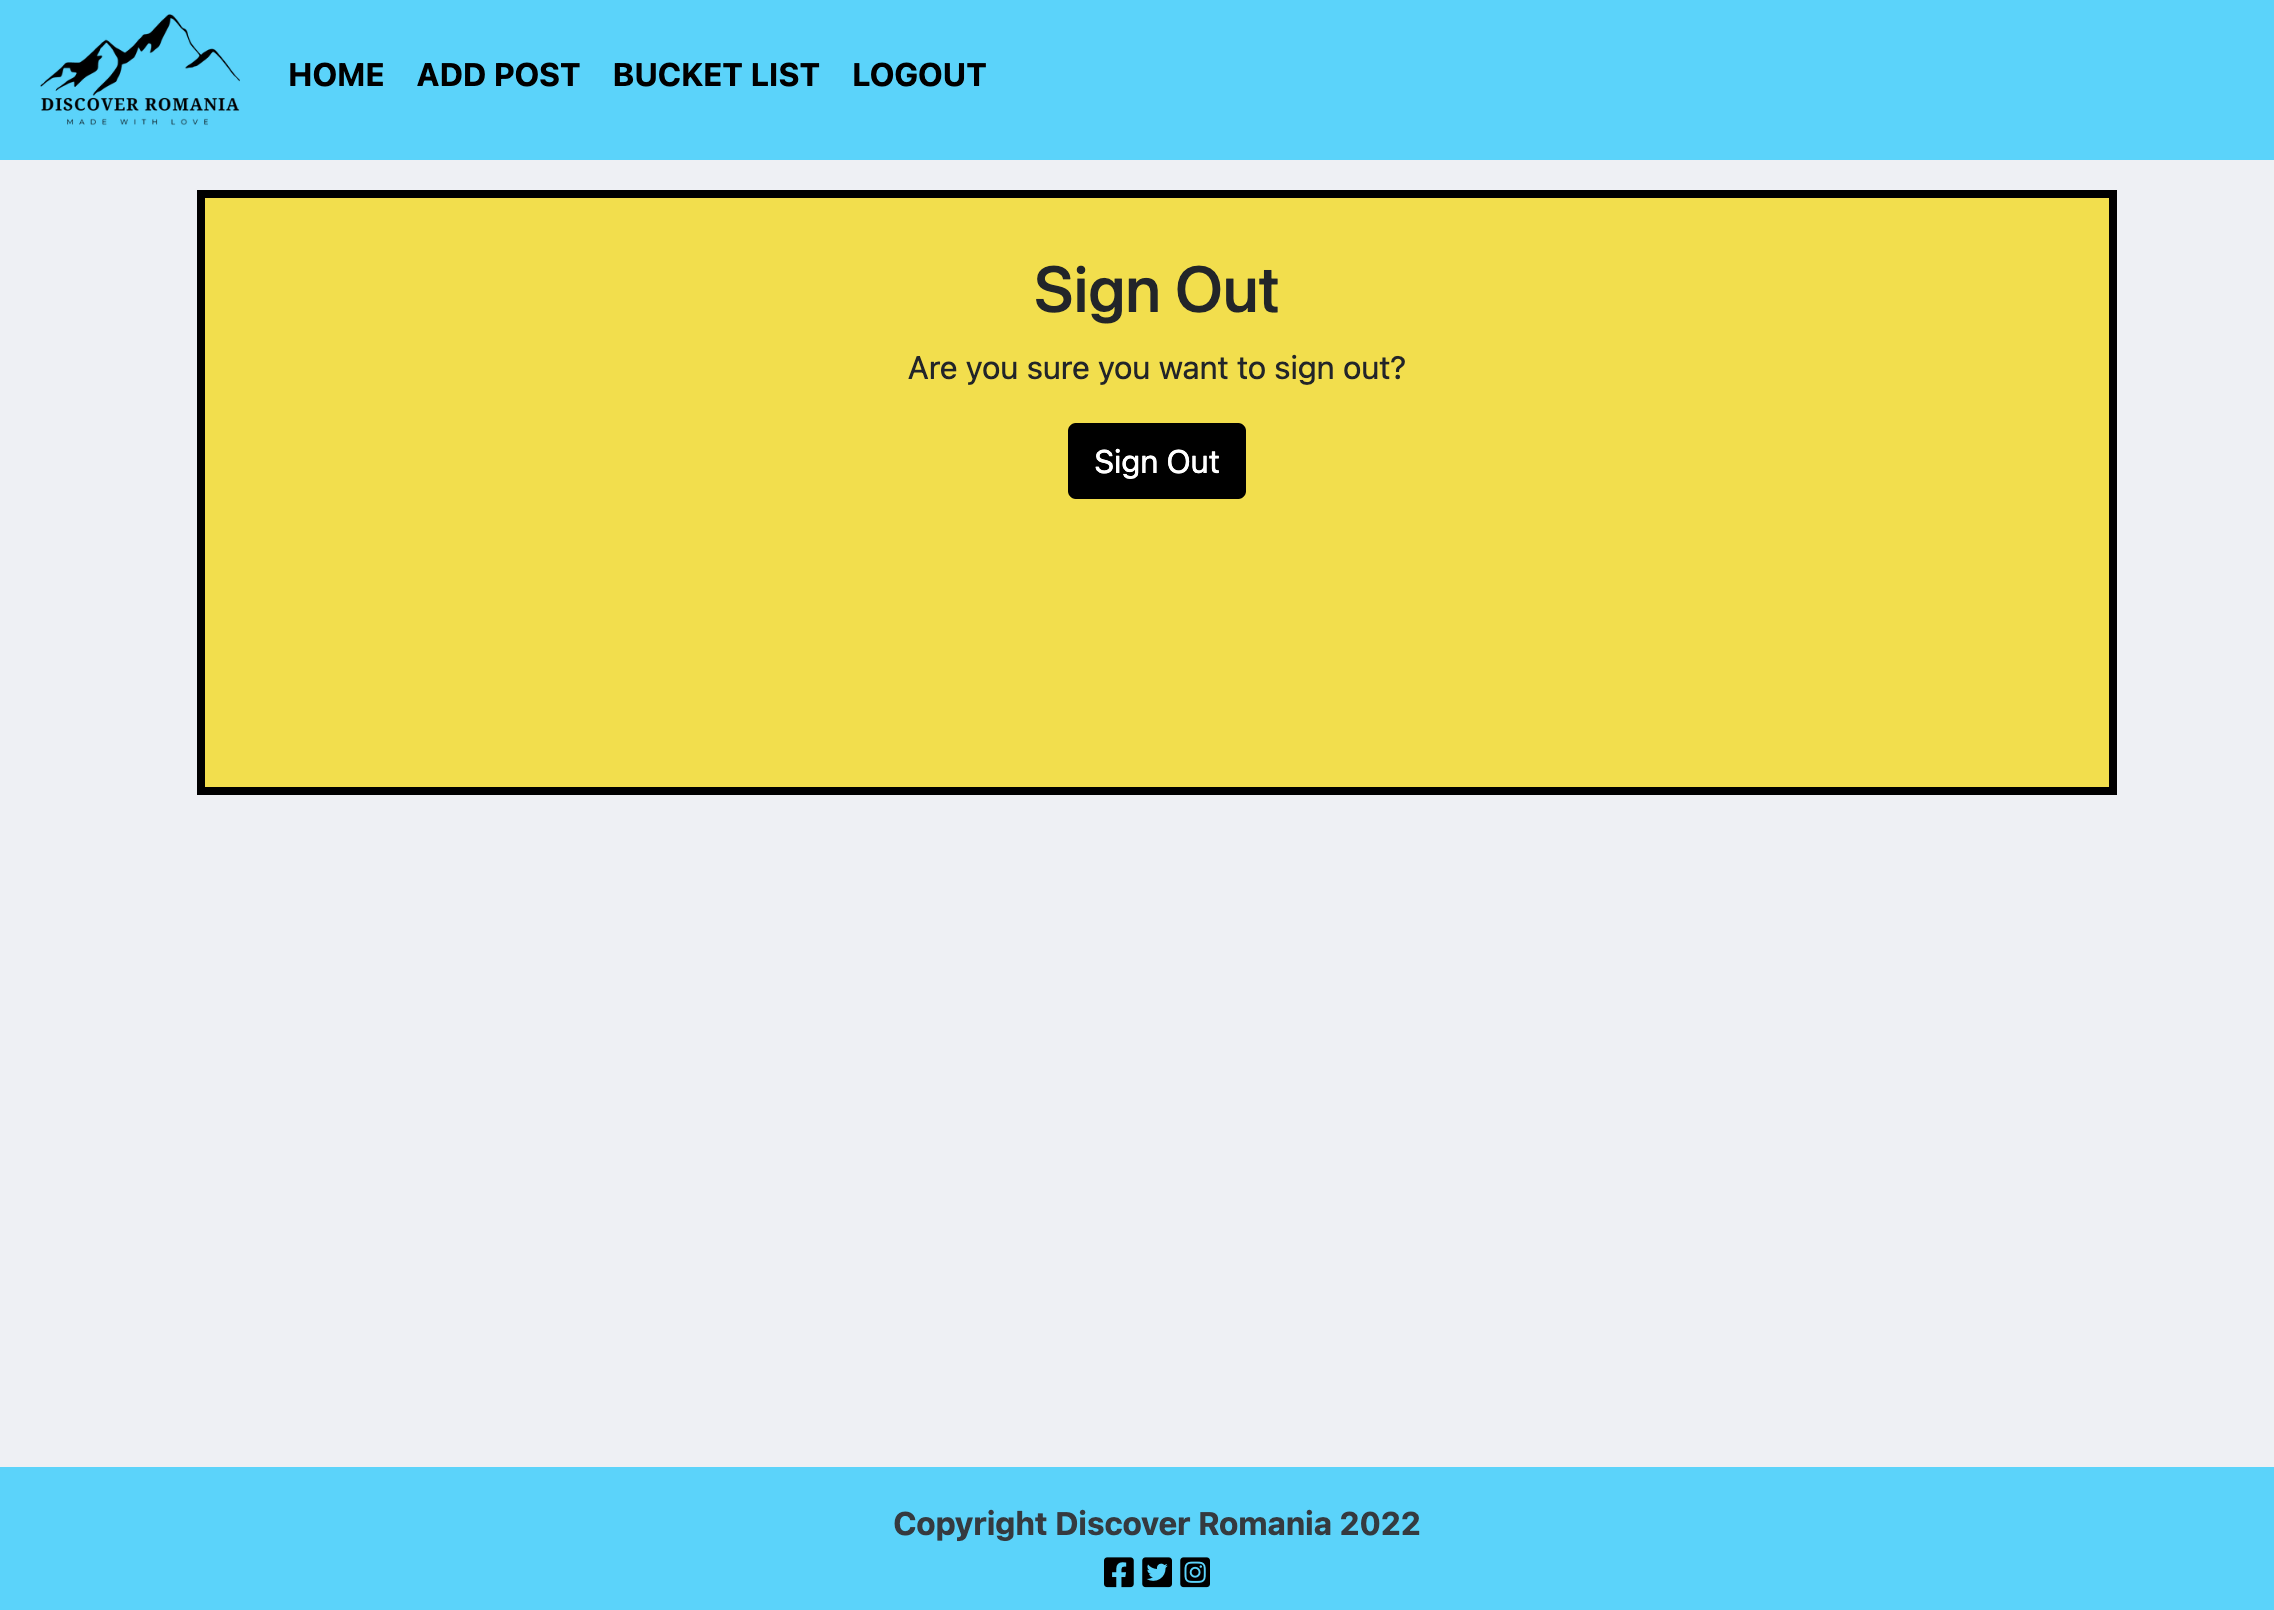 DISCOVER ROMANIA
MADE WITH LOVE
HOME ADD POST BUCKET LIST LOGOUT
Sign Out
Are you sure you want to sign out?
Sign Out
Copyright Discover Romania 2022